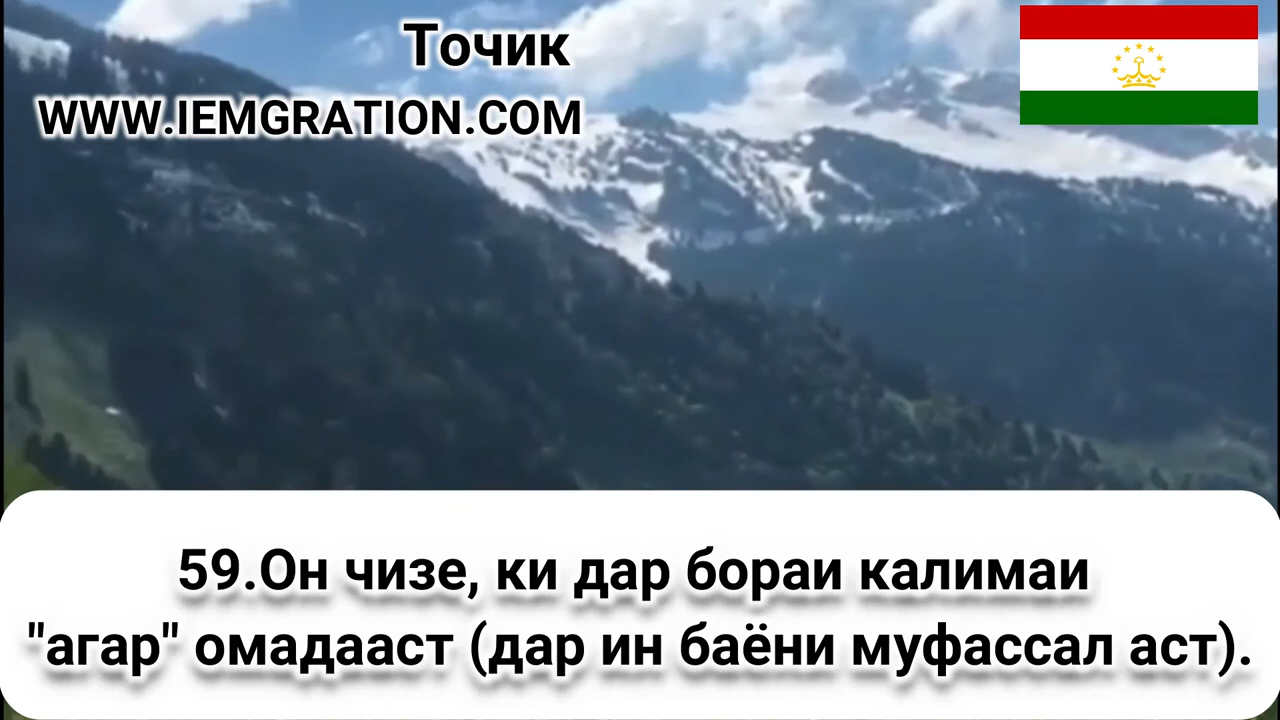 Точик
WWW.IEMGRATION.COM
59.Он чизе, ки дар бораи калимаи
"агар" омадааст (дар ин баёни муфассал аст).